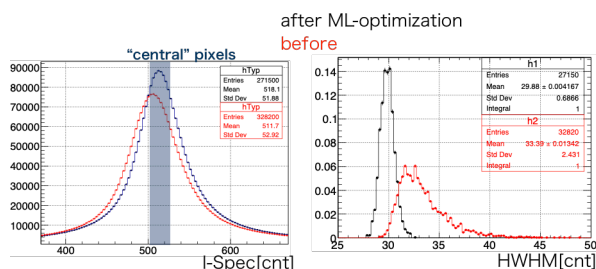 after ML-optimization
before
“central” pixels
hTyp
Entries 271500
Mean 518.1
Std Dev 51.88
hTyp
Entries 328200
Mean 511.7
Std Dev 52.92
90000
80000
70000
60000
50000
40000
30000
20000
10000
400 500 600
I-Spec[cnt]
h1
Entries 27150
Mean 29.88 ± 0.004167
Std Dev 0.6866
Integral 1
h2
Entries 32820
Mean 33.39 ± 0.01342
Std Dev 2.431
Integral 1
0.14
0.12
0.1
0.08
0.06
0.04
0.02
0
25 30 35 40 45 50
HWHM[cnt]